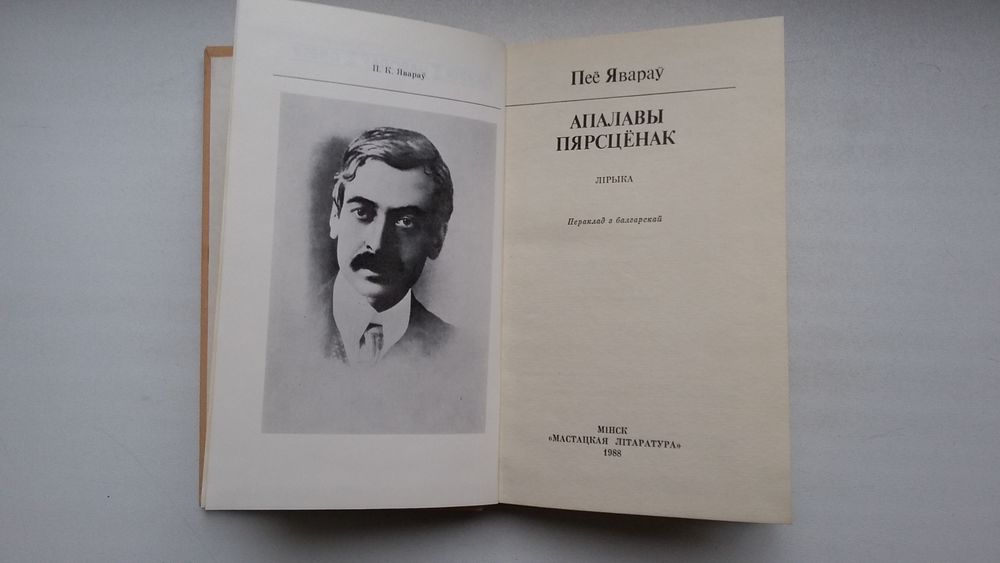 П. К. Явараў
Пеё Явараў
АПАЛАВЫ
ПЯРСЦЁНАК
ЛІРЫКА
Пераклад з балгарскай
МІНСК
«МАСТАЦКАЯ ЛІТАРАТУРА»
1988